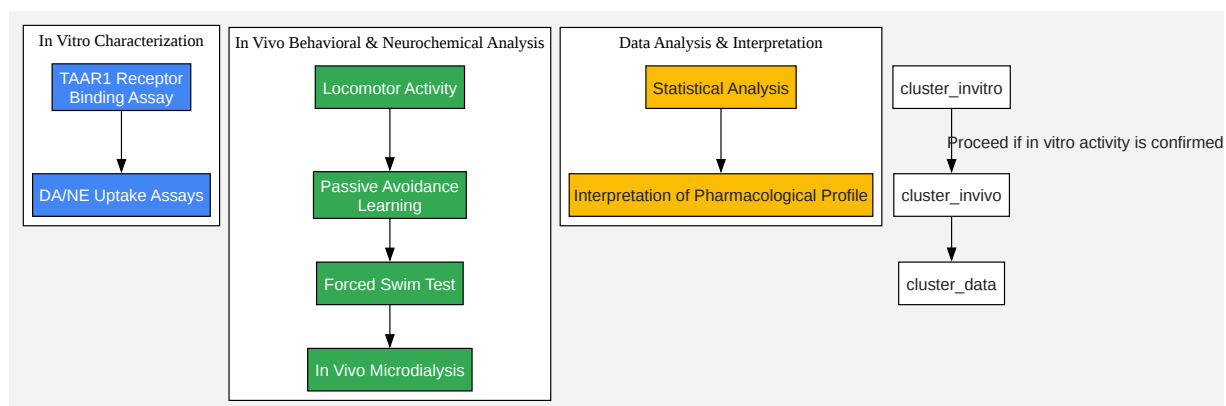 In Vitro Characterization
TAAR1 Receptor
Binding Assay
DA/NE Uptake Assays
In Vivo Behavioral & Neurochemical Analysis
Locomotor Activity
Passive Avoidance
Learning
Forced Swim Test
In Vivo Microdialysis
Data Analysis & Interpretation
Statistical Analysis
Interpretation of Pharmacological Profile
cluster_invitro
Proceed if in vitro activity is confirmed
cluster_invivo
cluster_data